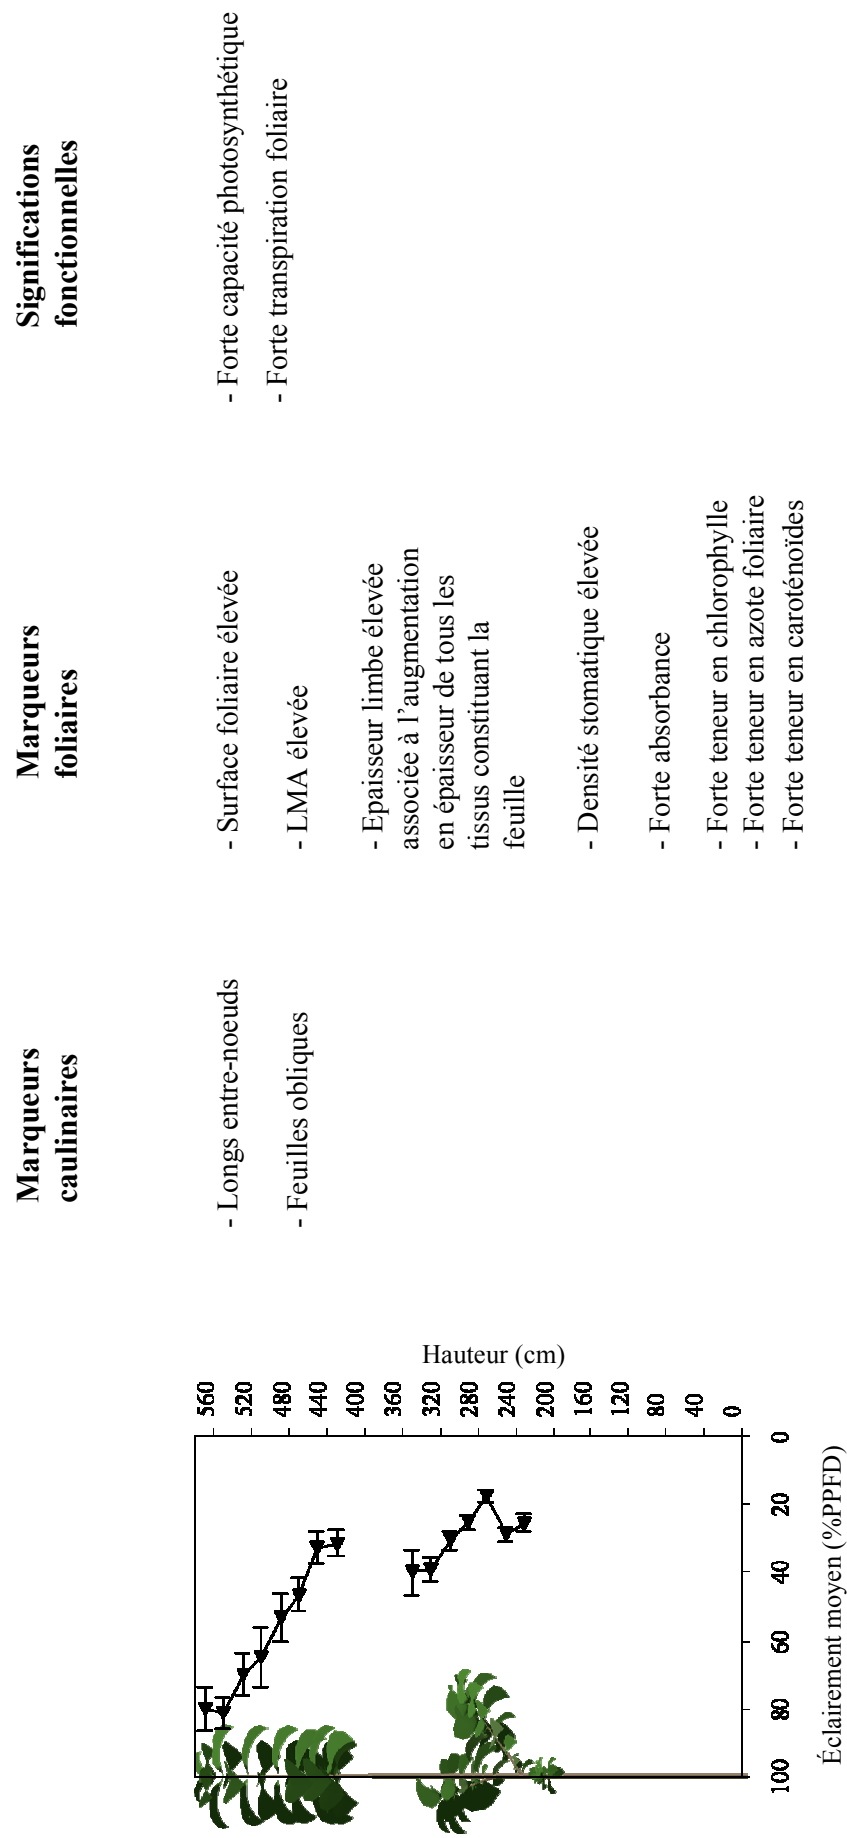 Marqueurs
caulinaires
Marqueurs
foliaires
Significations
fonctionnelles
- Longs entre-noeuds
- Feuilles obliques
- Surface foliaire élevée
- LMA élevée
- Epaisseur limbe élevée
associée à l’augmentation
en épaisseur de tous les
tissus constituant la
feuille
- Densité stomatique élevée
- Forte absorbance
- Forte teneur en chlorophylle
- Forte teneur en azote foliaire
- Forte teneur en caroténoïdes
- Forte capacité photosynthétique
- Forte transpiration foliaire
560
520
480
440
400
360
320
280
240
200
160
120
80
40
0
Hauteur (cm)
100
80
60
40
20
0
Éclairement moyen (%PPFD)